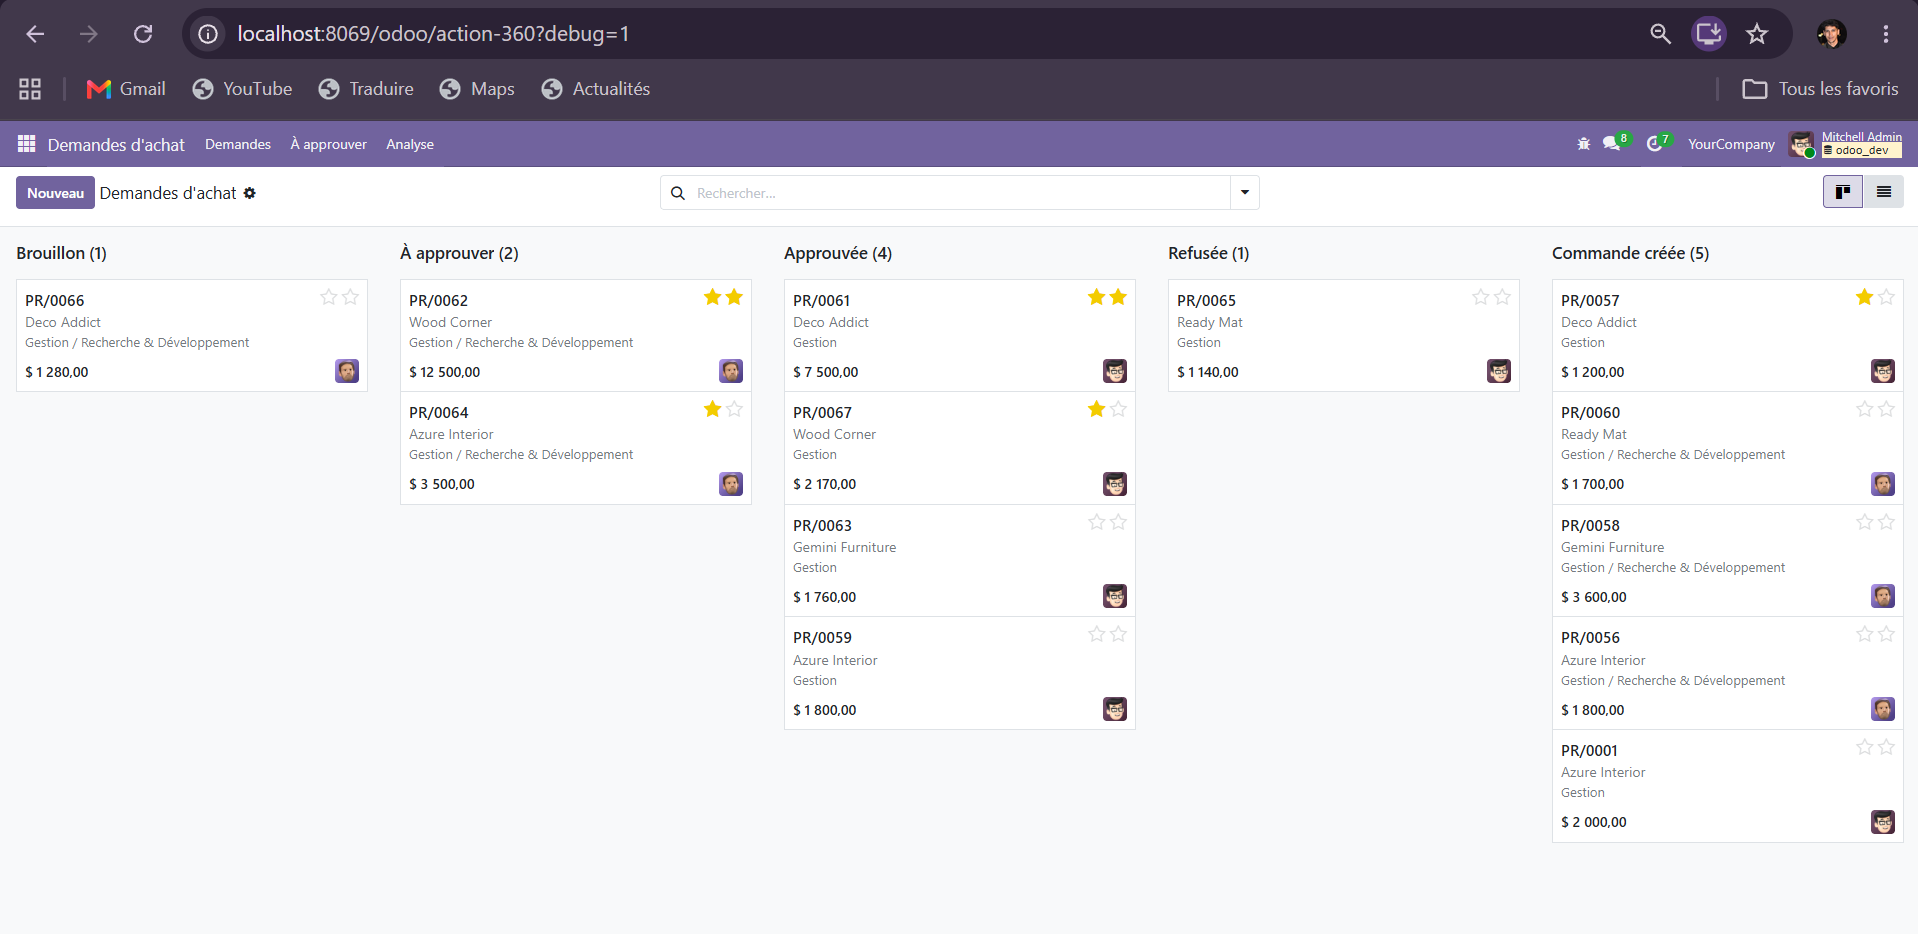 localhost:8069/odoo/action-360?debug=1
Gmail YouTube Traduire Maps Actualités Tous les favoris
Demandes d'achat Demandes À approuver Analyse 8 7 YourCompany Mitchell Admin
odoo_dev
Nouveau Demandes d'achat Rechercher...
Brouillon (1)
PR/0066
Deco Addict
Gestion / Recherche & Développement
$ 1 280,00
À approuver (2)
PR/0062
Wood Corner
Gestion / Recherche & Développement
$ 12 500,00
PR/0064
Azure Interior
Gestion / Recherche & Développement
$ 3 500,00
Approuvée (4)
PR/0061
Deco Addict
Gestion
$ 7 500,00
PR/0067
Wood Corner
Gestion
$ 2 170,00
PR/0063
Gemini Furniture
Gestion
$ 1 760,00
PR/0059
Azure Interior
Gestion
$ 1 800,00
Refusée (1)
PR/0065
Ready Mat
Gestion
$ 1 140,00
Commande créée (5)
PR/0057
Deco Addict
Gestion
$ 1 200,00
PR/0060
Ready Mat
Gestion / Recherche & Développement
$ 1 700,00
PR/0058
Gemini Furniture
Gestion / Recherche & Développement
$ 3 600,00
PR/0056
Azure Interior
Gestion / Recherche & Développement
$ 1 800,00
PR/0001
Azure Interior
Gestion
$ 2 000,00